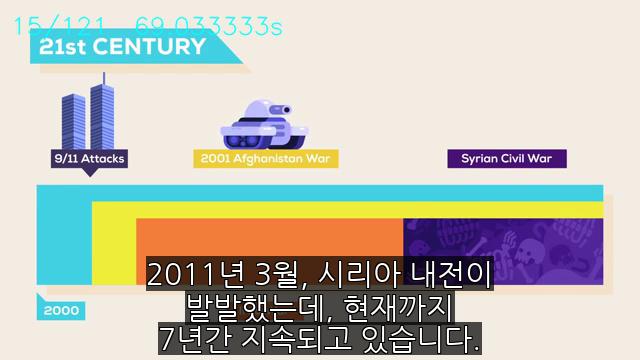 15/121 69.033333s
21st CENTURY
9/11 Attacks
2001 Afghanistan War
Syrian Civil War
2011년 3월, 시리아 내전이
발발했는데, 현재까지
7년간 지속되고 있습니다.
2000